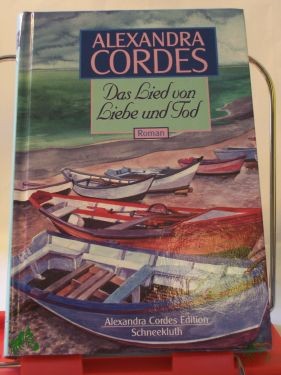 ALEXANDRA
CORDES
Das Lied von
Liebe und Tod
Roman
Alexandra Cordes Edition
Schneekluth